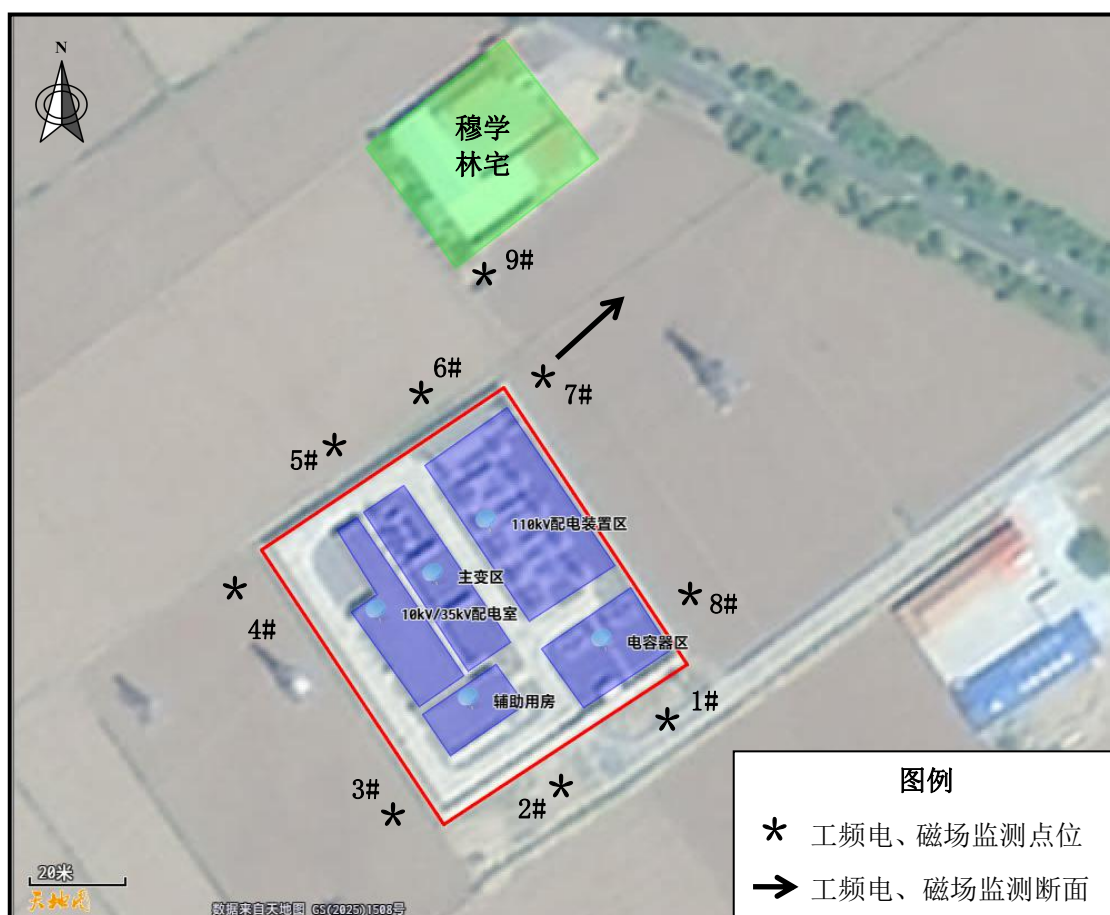 N
穆学
林宅
9#
6#
7#
5#
110kV配电装置区
主变区
10kV/35kV配电室
8#
4#
电容器区
辅助用房
1#
3#
2#
图例
工频电、磁场监测点位
工频电、磁场监测断面
20米
天地图
数据来自天地图 GS(2025)1508号